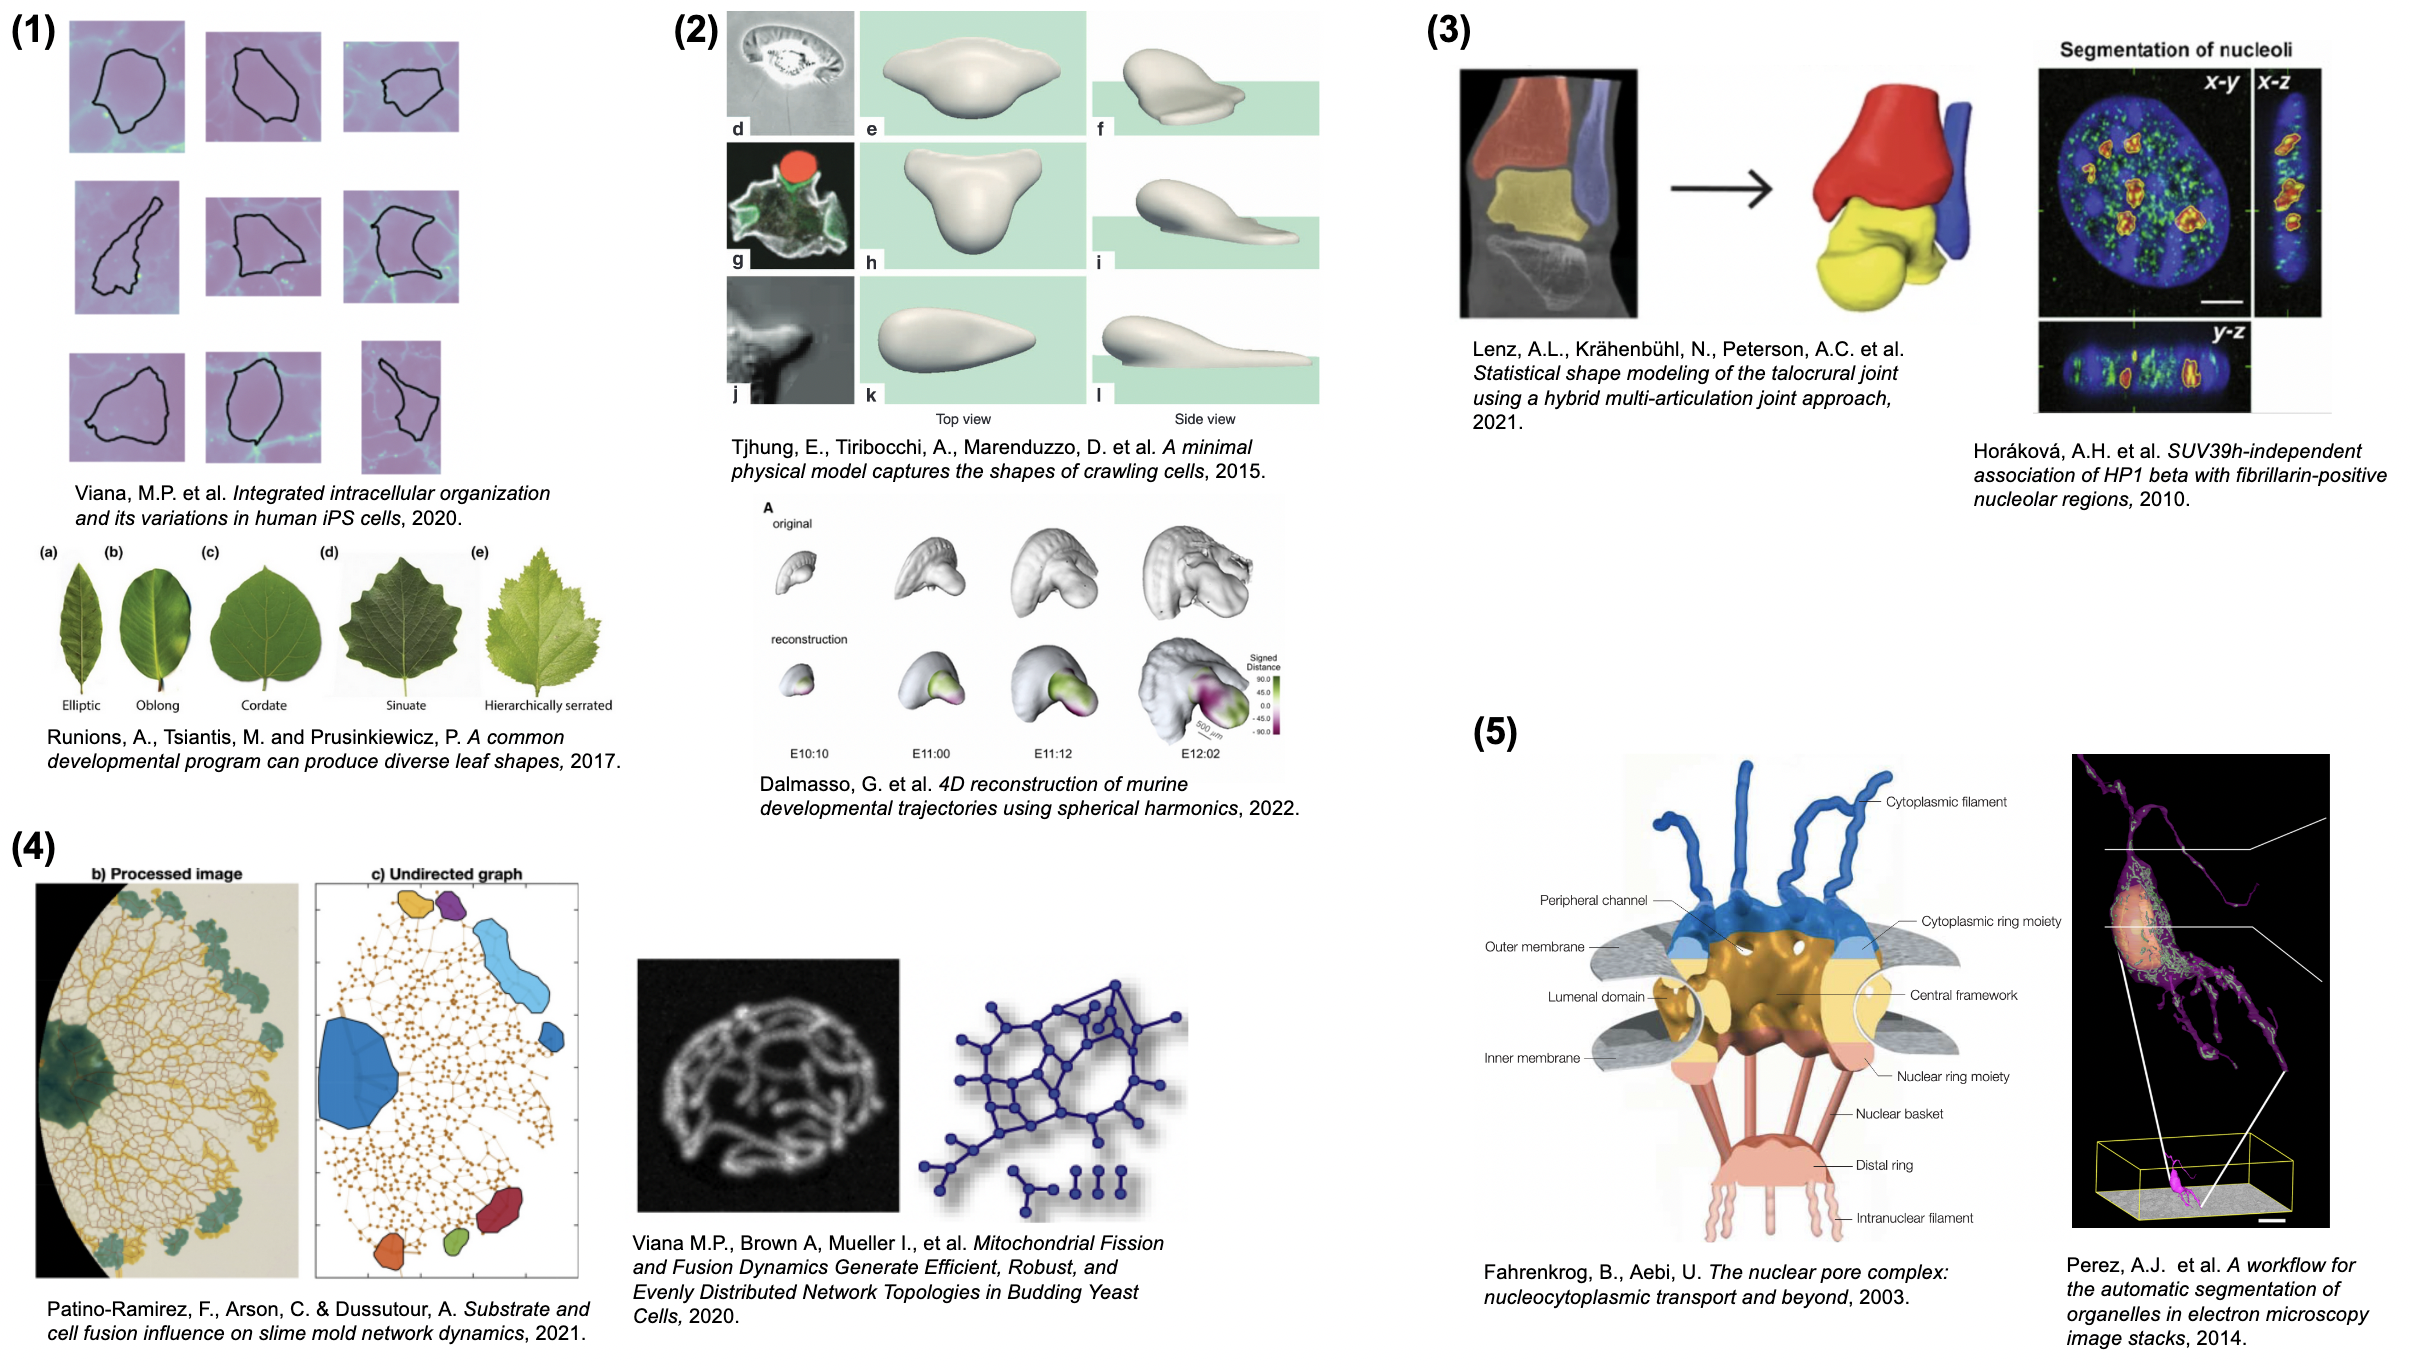 (1)
Viana, M.P. et al. Integrated intracellular organization
and its variations in human iPS cells, 2020.
(a)
(b)
(c)
(d)
(e)
Elliptic
Oblong
Cordate
Sinuate
Hierarchically serrated
Runions, A., Tsiantis, M. and Prusinkiewicz, P. A common
developmental program can produce diverse leaf shapes, 2017.
(2)
d
e
f
g
h
i
j
k
l
Top view
Side view
Tjhung, E., Tiribocchi, A., Marenduzzo, D. et al. A minimal
physical model captures the shapes of crawling cells, 2015.
A
original
reconstruction
Signed
Distance
90.0
45.0
0.0
- 45.0
- 90.0
500 µm
E10:10
E11:00
E11:12
E12:02
Dalmasso, G. et al. 4D reconstruction of murine
developmental trajectories using spherical harmonics, 2022.
(3)
Lenz, A.L., Krähenbühl, N., Peterson, A.C. et al.
Statistical shape modeling of the talocrural joint
using a hybrid multi-articulation joint approach,
2021.
Segmentation of nucleoli
x-y
x-z
y-z
Horáková, A.H. et al. SUV39h-independent
association of HP1 beta with fibrillarin-positive
nucleolar regions, 2010.
(4)
b) Processed image
c) Undirected graph
Patino-Ramirez, F., Arson, C. & Dussutour, A. Substrate and
cell fusion influence on slime mold network dynamics, 2021.
Viana M.P., Brown A, Mueller I., et al. Mitochondrial Fission
and Fusion Dynamics Generate Efficient, Robust, and
Evenly Distributed Network Topologies in Budding Yeast
Cells, 2020.
(5)
Cytoplasmic filament
Peripheral channel
Cytoplasmic ring moiety
Outer membrane
Lumenal domain
Central framework
Inner membrane
Nuclear ring moiety
Nuclear basket
Distal ring
Intranuclear filament
Fahrenkrog, B., Aebi, U. The nuclear pore complex:
nucleocytoplasmic transport and beyond, 2003.
Perez, A.J. et al. A workflow for
the automatic segmentation of
organelles in electron microscopy
image stacks, 2014.